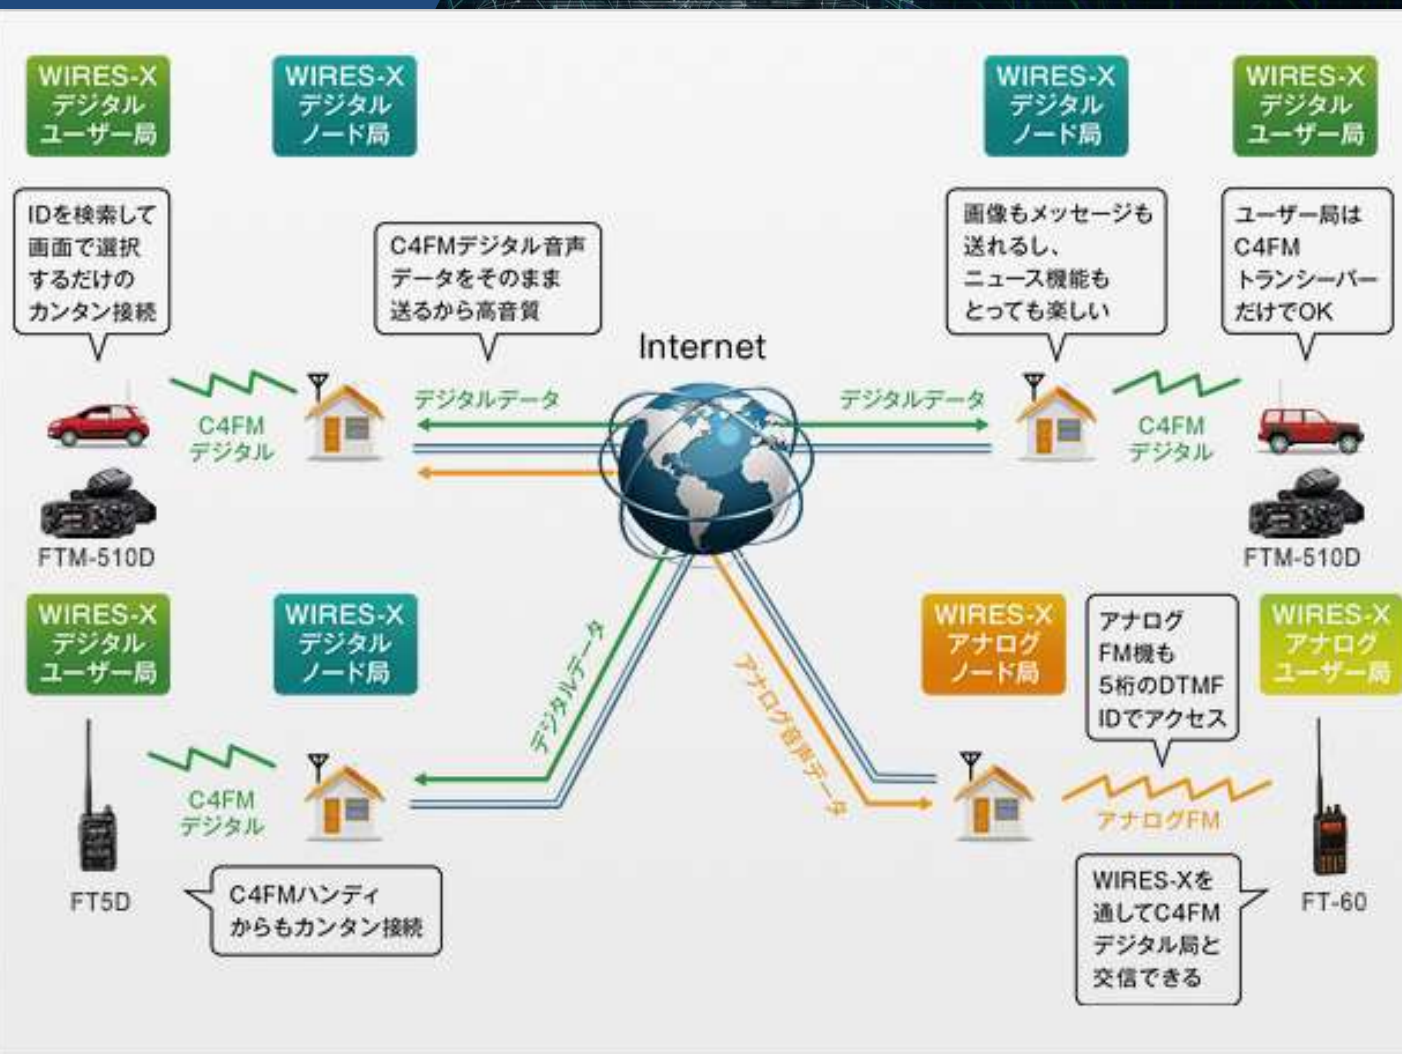 WIRES-X
デジタル
ユーザー局
WIRES-X
デジタル
ノード局
WIRES-X
デジタル
ノード局
WIRES-X
デジタル
ユーザー局
IDを検索して
画面で選択
するだけの
カンタン接続
C4FMデジタル音声
データをそのまま
送るから高音質
画像もメッセージも
送れるし、
ニュース機能も
とっても楽しい
ユーザー局は
C4FM
トランシーバー
だけでOK
Internet
C4FM
デジタル
デジタルデータ
デジタルデータ
C4FM
デジタル
FTM-510D
FTM-510D
WIRES-X
デジタル
ユーザー局
WIRES-X
デジタル
ノード局
デジタルデータ
アナログ音声データ
WIRES-X
アナログ
ノード局
アナログ
FM機も
5桁のDTMF
IDでアクセス
WIRES-X
アナログ
ユーザー局
C4FM
デジタル
アナログFM
FT5D
C4FMハンディ
からもカンタン接続
WIRES-Xを
通してC4FM
デジタル局と
交信できる
FT-60